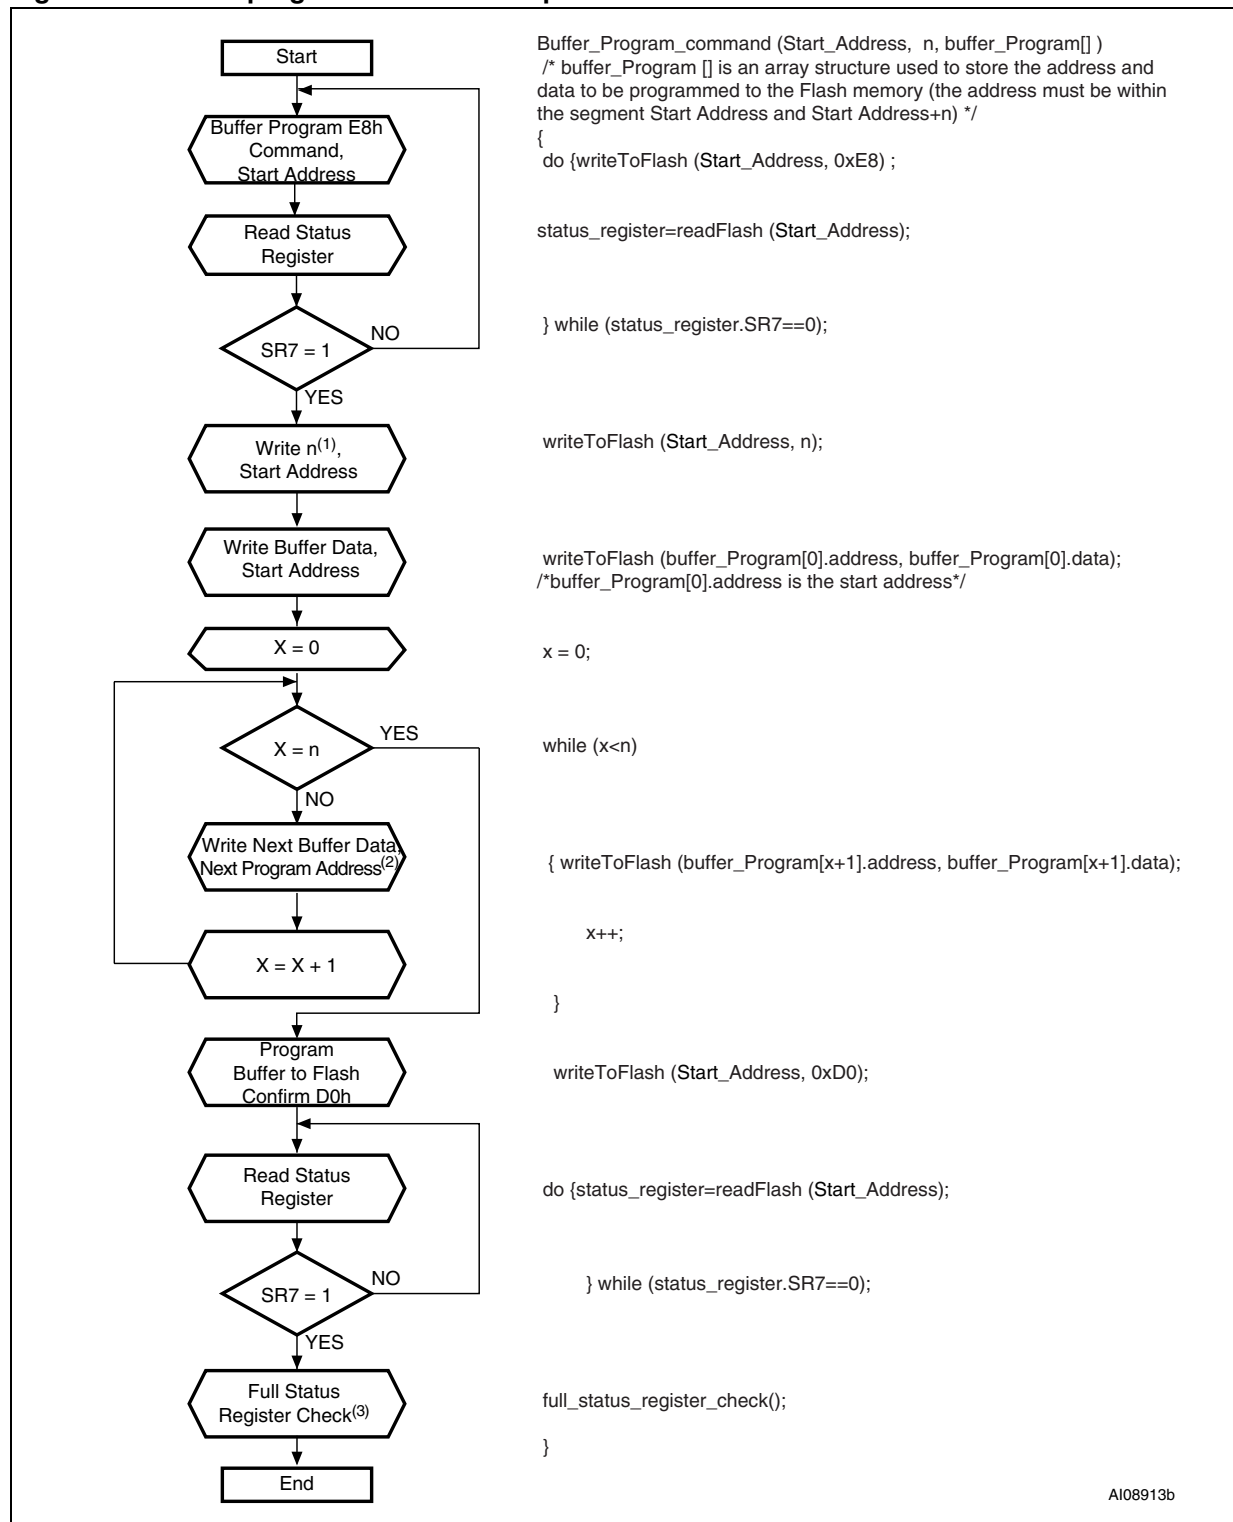 Start
Buffer_Program_command (Start_Address, n, buffer_Program[] )
/* buffer_Program [] is an array structure used to store the address and
data to be programmed to the Flash memory (the address must be within
the segment Start Address and Start Address+n) */
{
Buffer Program E8h
Command,
Start Address
do {writeToFlash (Start_Address, 0xE8) ;
Read Status
Register
status_register=readFlash (Start_Address);
SR7 = 1
NO
YES
} while (status_register.SR7==0);
Write n(1),
Start Address
writeToFlash (Start_Address, n);
Write Buffer Data,
Start Address
writeToFlash (buffer_Program[0].address, buffer_Program[0].data);
/*buffer_Program[0].address is the start address*/
X = 0
x = 0;
X = n
YES
NO
while (x<n)
Write Next Buffer Data,
Next Program Address(2)
{ writeToFlash (buffer_Program[x+1].address, buffer_Program[x+1].data);
X = X + 1
x++;
}
Program
Buffer to Flash
Confirm D0h
writeToFlash (Start_Address, 0xD0);
Read Status
Register
do {status_register=readFlash (Start_Address);
SR7 = 1
NO
YES
} while (status_register.SR7==0);
Full Status
Register Check(3)
full_status_register_check();
}
End
AI08913b